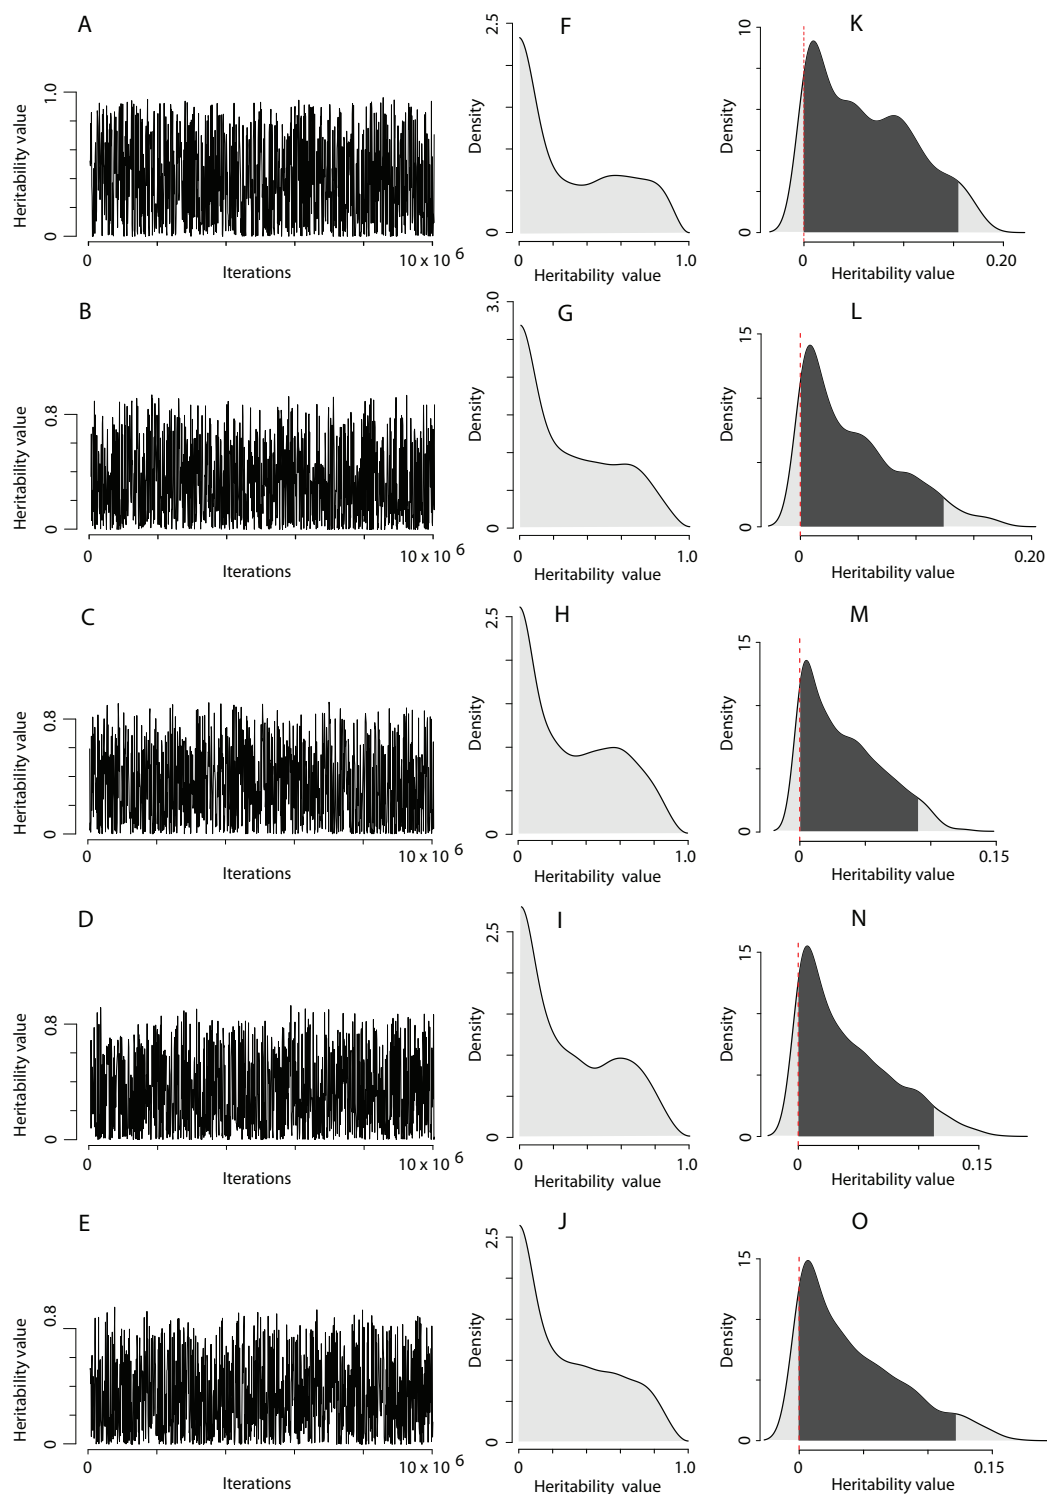 A
Heritability value
1.0
0
0
10 x 10 6
Iterations
F
Density
2.5
0
0
1.0
Heritability value
K
Density
10
0
0
0.20
Heritability value
B
Heritability value
0.8
0
0
10 x 10 6
Iterations
G
Density
3.0
0
0
1.0
Heritability value
L
Density
15
0
0
0.20
Heritability value
C
Heritability value
0.8
0
0
10 x 10 6
Iterations
H
Density
2.5
0
0
1.0
Heritability value
M
Density
15
0
0
0.15
Heritability value
D
Heritability value
0.8
0
0
10 x 10 6
Iterations
I
Density
2.5
0
0
1.0
Heritability value
N
Density
15
0
0
0.15
Heritability value
E
Heritability value
0.8
0
0
10 x 10 6
Iterations
J
Density
2.5
0
0
1.0
Heritability value
O
Density
15
0
0
0.15
Heritability value